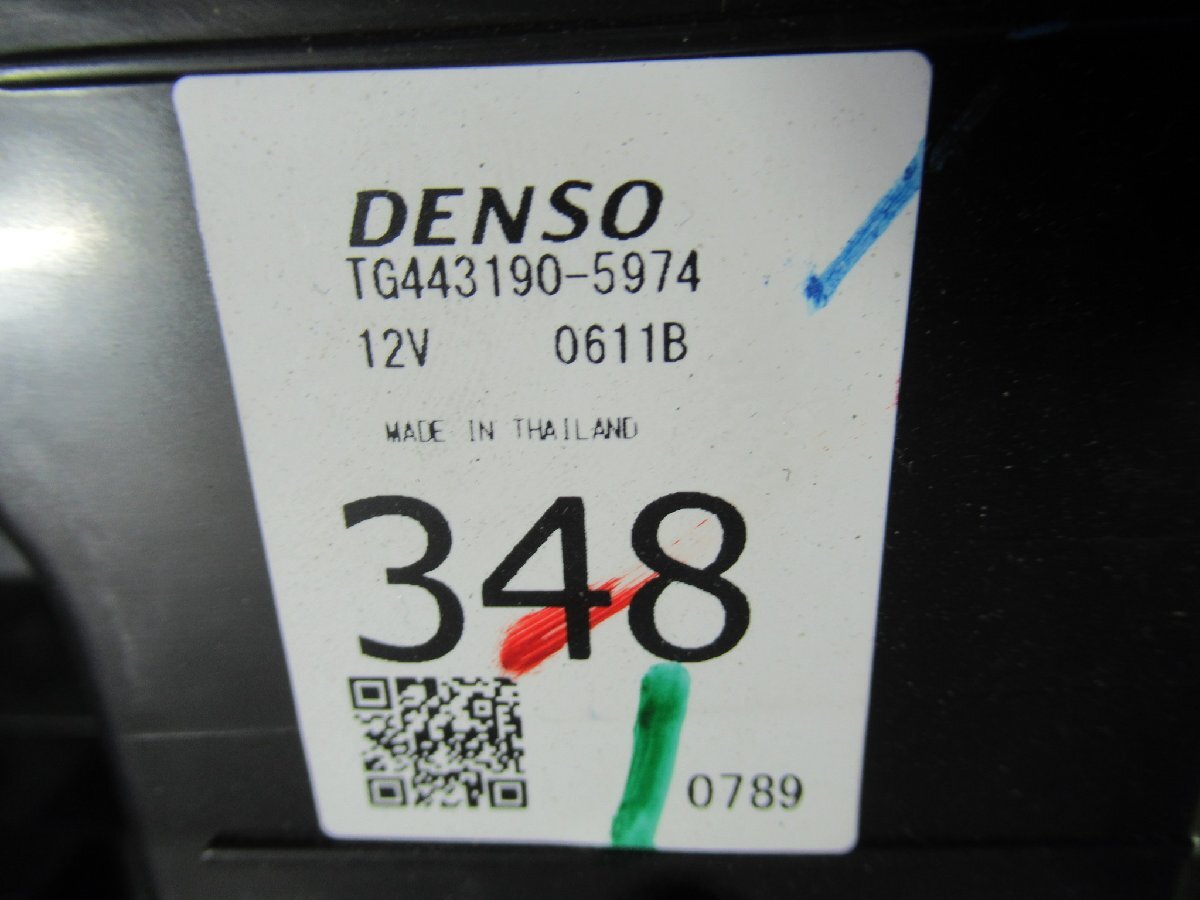 DENSO
TG443190-5974
12V 0611B
MADE IN THAILAND
348
0789